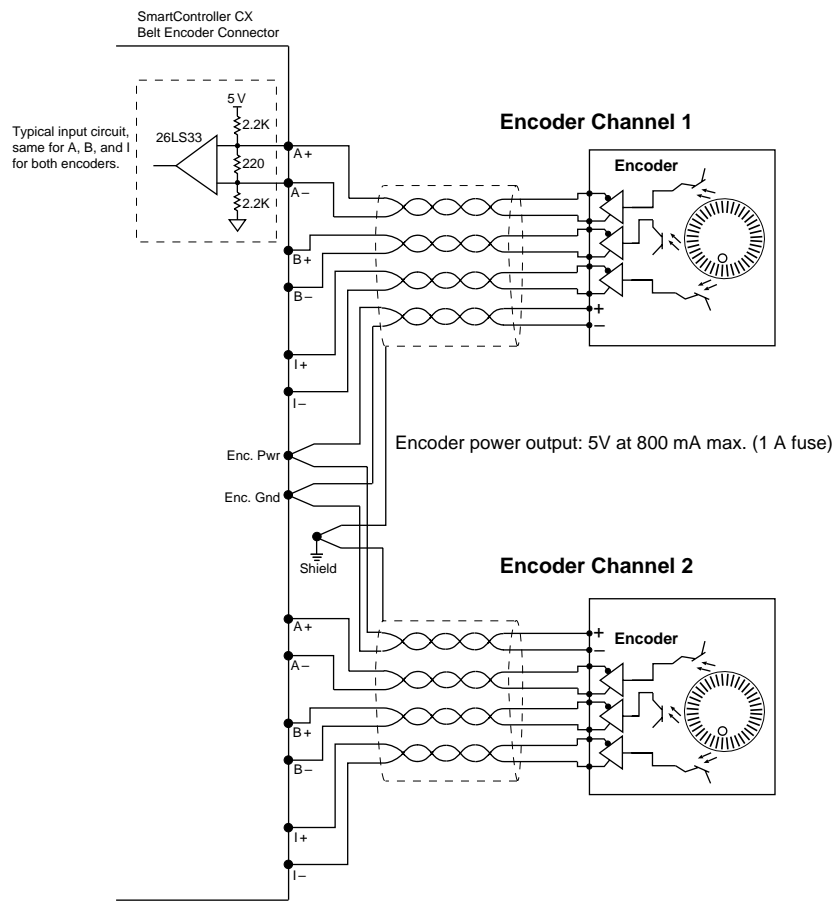 SmartController CX
Belt Encoder Connector
5 V
2.2K
Typical input circuit,
same for A, B, and I
for both encoders.
26LS33
220
2.2K
A+
A–
B+
B–
I+
I–
Encoder Channel 1
Encoder
+
–
Enc. Pwr
Encoder power output: 5V at 800 mA max. (1 A fuse)
Enc. Gnd
Shield
Encoder Channel 2
Encoder
+
–
A+
A–
B+
B–
I+
I–